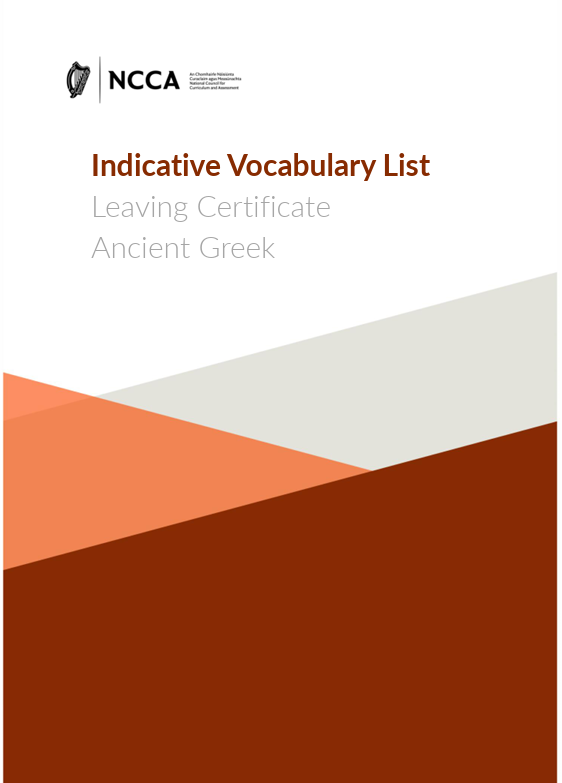 NCCA
An Chomhairle Náisiúnta
Curaclaim agus Measúnachta
National Council for
Curriculum and Assessment
Indicative Vocabulary List
Leaving Certificate
Ancient Greek